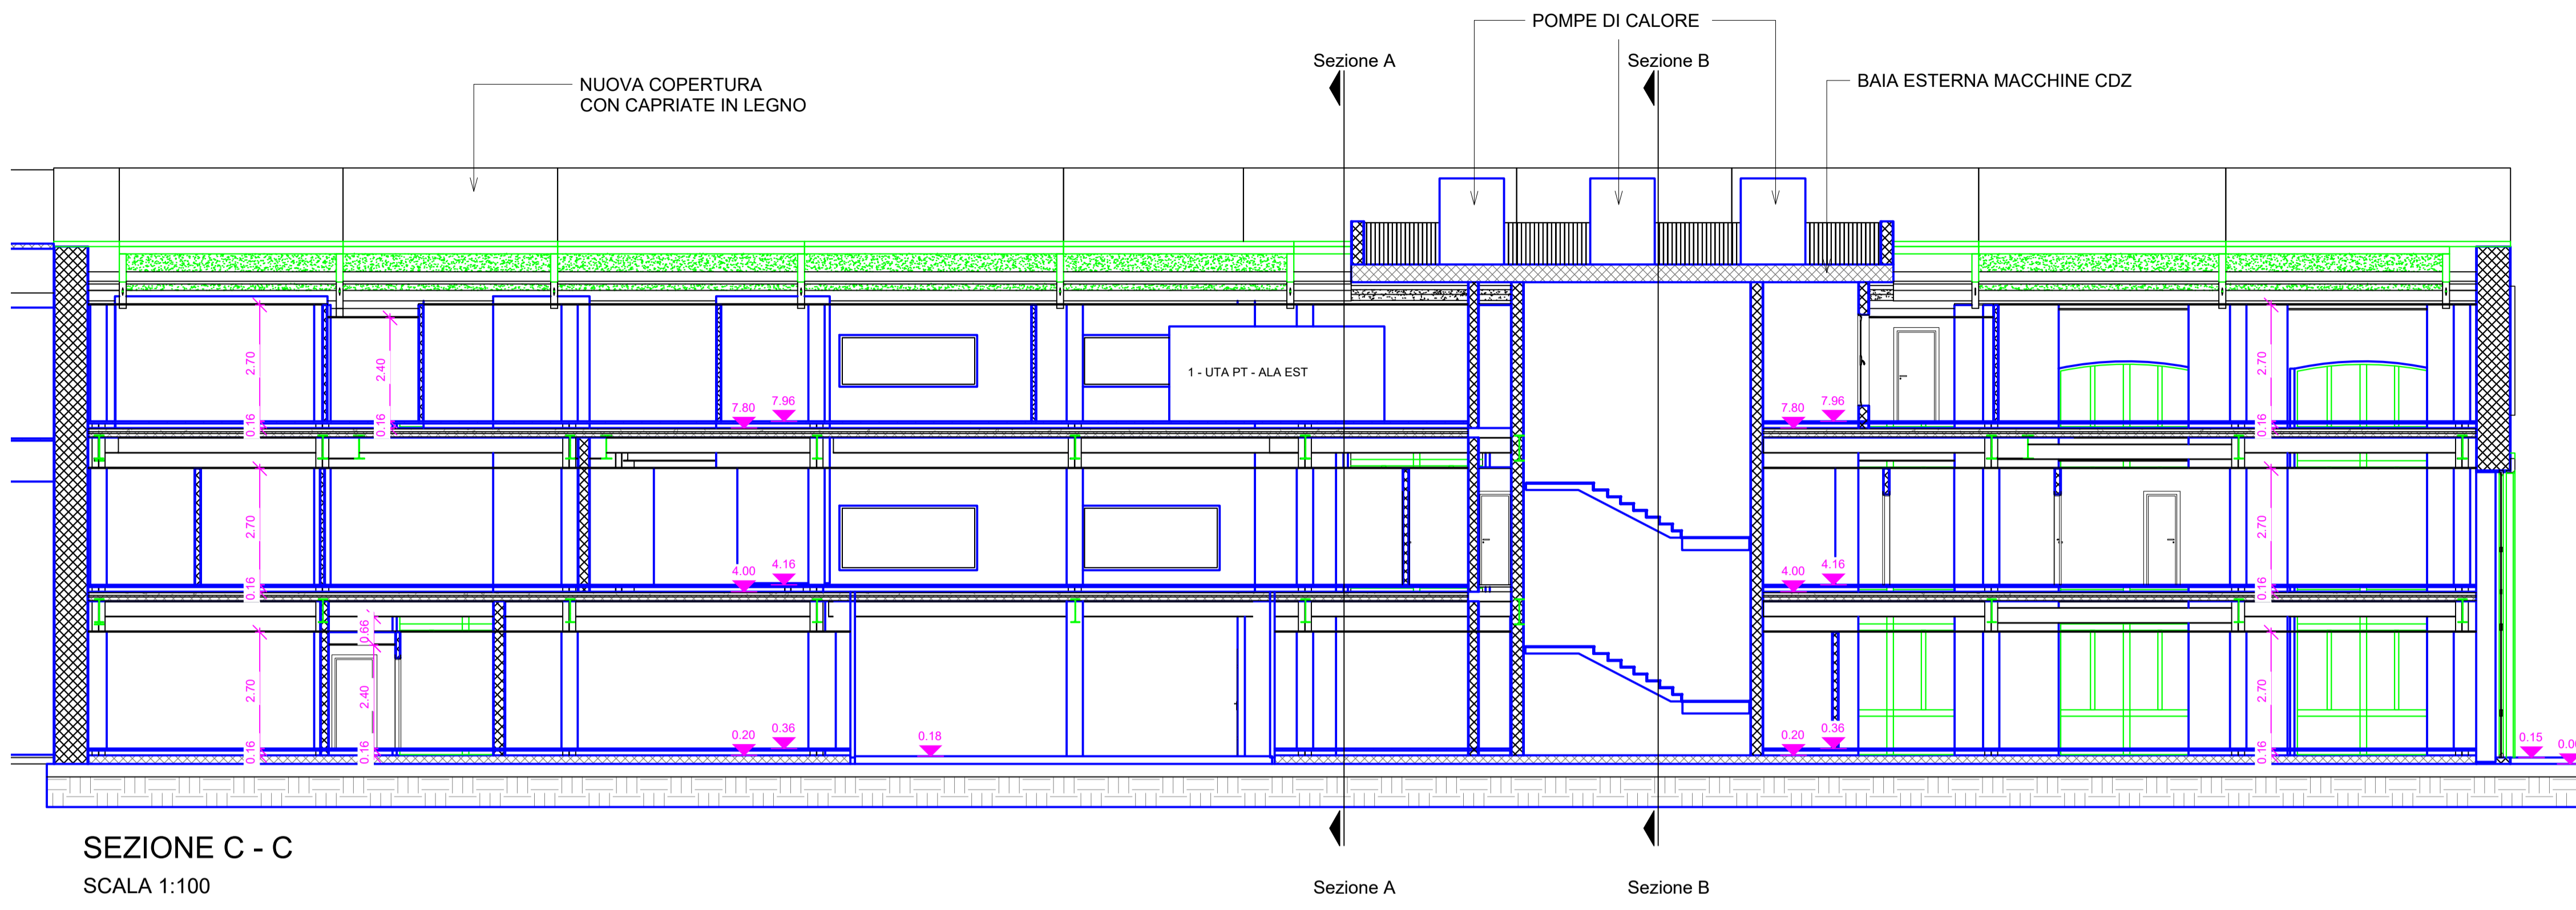 POMPE DI CALORE
Sezione A
Sezione B
NUOVA COPERTURA
CON CAPRIATE IN LEGNO
BAIA ESTERNA MACCHINE CDZ
2.70
2.40
2.70
1 - UTA PT - ALA EST
7.80
7.96
7.80
7.96
0.16
0.16
0.16
2.70
2.70
4.00
4.16
4.00
4.16
0.16
0.16
0.66
2.70
2.40
2.70
0.20
0.36
0.18
0.20
0.36
0.15
0.16
0.16
0.16
SEZIONE C - C
SCALA 1:100
Sezione A
Sezione B